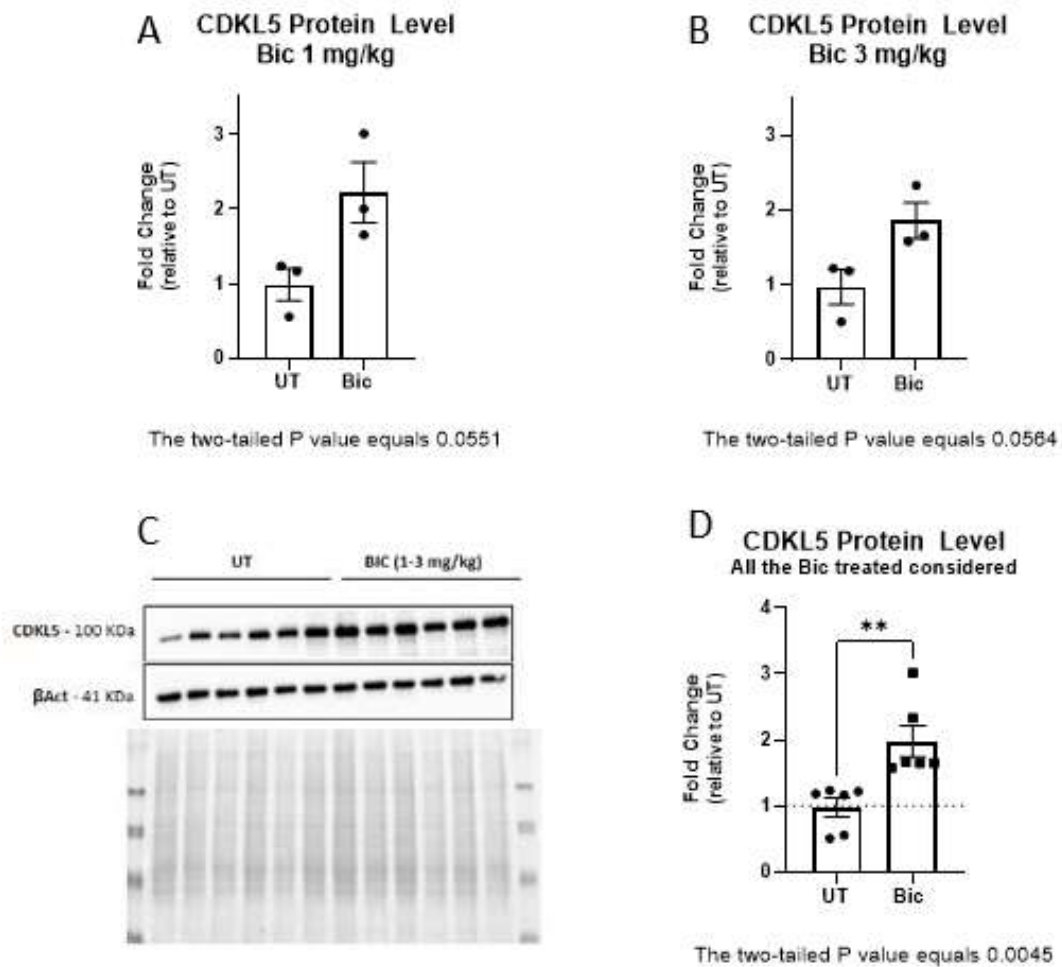 A
CDKL5 Protein Level
Bic 1 mg/kg
Fold Change
(relative to UT)
3
2
1
0
UT
Bic
The two-tailed P value equals 0.0551
B
CDKL5 Protein Level
Bic 3 mg/kg
Fold Change
(relative to UT)
3
2
1
0
UT
Bic
The two-tailed P value equals 0.0564
C
UT
BIC (1-3 mg/kg)
CDKL5 - 100 KDa
βAct - 41 KDa
D
CDKL5 Protein Level
All the Bic treated considered
Fold Change
(relative to UT)
4
3
2
1
0
**
UT
Bic
The two-tailed P value equals 0.0045